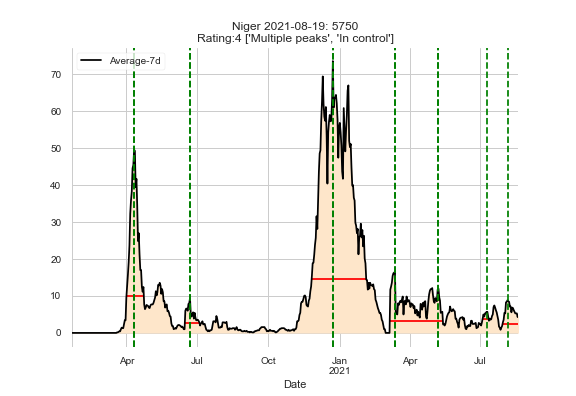 Niger 2021-08-19: 5750
Rating:4 ['Multiple peaks', 'In control']
Average-7d
70
60
50
40
30
20
10
0
Apr
Jul
Oct
Jan
2021
Apr
Jul
Date